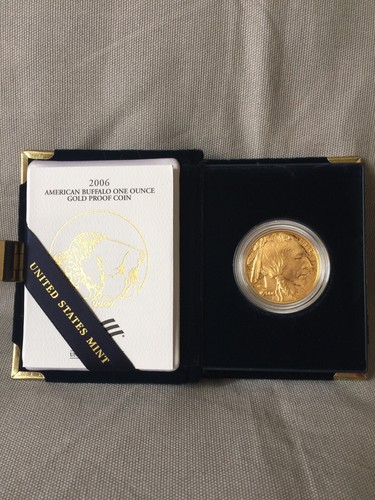 2006
AMERICAN BUFFALO ONE OUNCE
GOLD PROOF COIN
UNITED STATES MINT